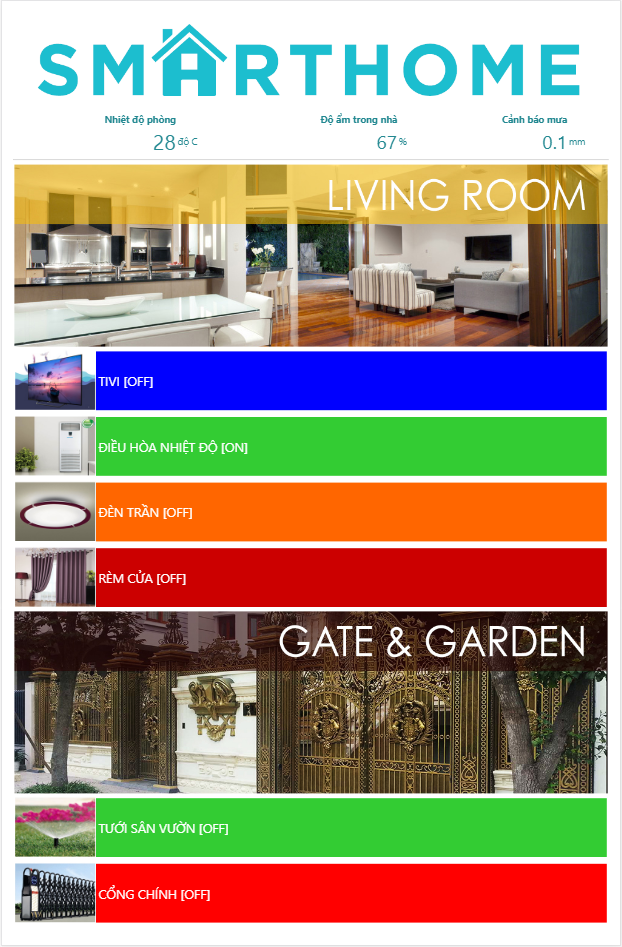 SMARTHOME
Nhiệt độ phòng Độ ẩm trong nhà Cảnh báo mưa
28 độ C 67 % 0.1 mm
LIVING ROOM
TIVI [OFF]
ĐIỀU HÒA NHIỆT ĐỘ [ON]
ĐÈN TRẦN [OFF]
RÈM CỬA [OFF]
GATE & GARDEN
TƯỚI SÂN VƯỜN [OFF]
CỔNG CHÍNH [OFF]